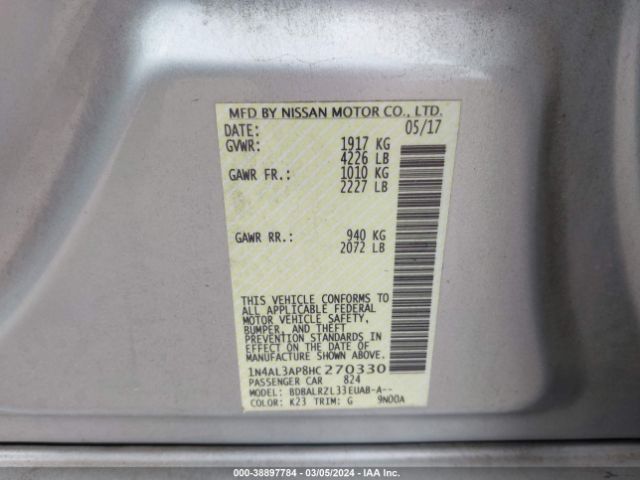 MFD BY NISSAN MOTOR CO., LTD.
DATE: 05/17
GVWR: 1917 KG
4226 LB
GAWR FR.: 1010 KG
2227 LB
GAWR RR.: 940 KG
2072 LB
THIS VEHICLE CONFORMS TO
ALL APPLICABLE FEDERAL
MOTOR VEHICLE SAFETY,
BUMPER, AND THEFT
PREVENTION STANDARDS
IN EFFECT ON THE DATE OF
MANUFACTURE SHOWN ABOVE.
1N4AL3AP8HC270330
PASSENGER CAR 824
MODEL: BDBALRZL33EUAB-A--
COLOR: K23 TRIM: G 9N00A
000-38897784 — 03/05/2024 — IAA Inc.